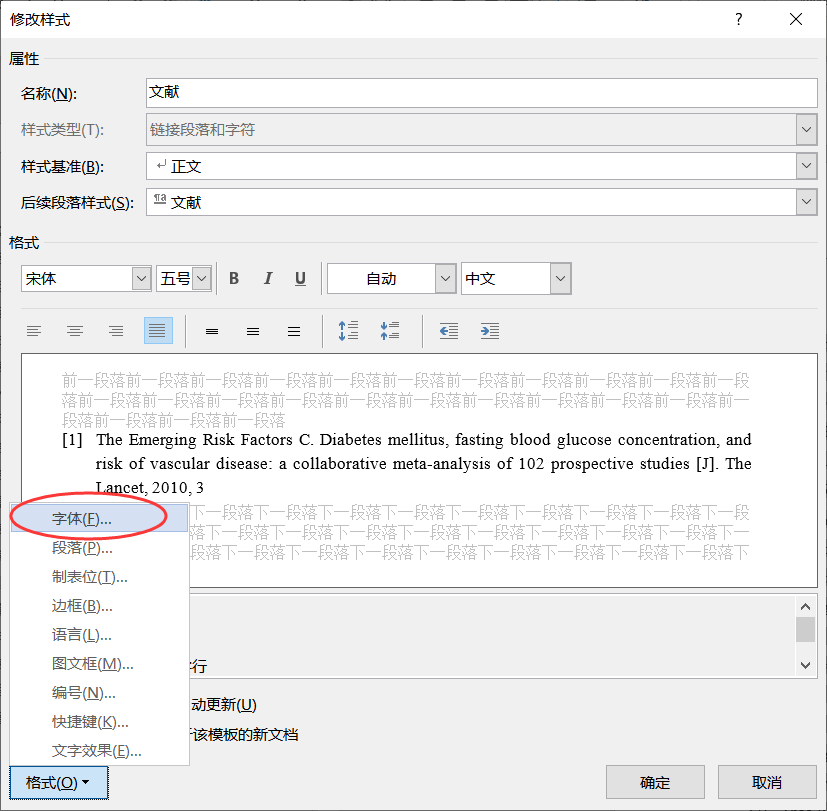 修改样式
?
属性
名称(N):
文献
样式类型(T):
链接段落和字符
样式基准(B):
正文
后续段落样式(S):
文献
格式
宋体
五号
B
I
U
自动
中文
前一段落前一段落前一段落前一段落前一段落前一段落前一段落前一段落前一段落前一段落前一段
落前一段落前一段落前一段落前一段落前一段落前一段落前一段落前一段落前一段落前一段落前一
段落前一段落前一段落前一段落
[1] The Emerging Risk Factors C. Diabetes mellitus, fasting blood glucose concentration, and
risk of vascular disease: a collaborative meta-analysis of 102 prospective studies [J]. The
Lancet, 2010, 3
下一段落下一段落下一段落下一段落下一段落下一段落下一段落下一段落下一段
落下一段落下一段落下一段落下一段落下一段落下一段落下一段落下一段落下一
段落下一段落下一段落下一段落下一段落下一段落下一段落下一段落下一段落下一段落下
字体(F)...
段落(P)...
制表位(T)...
边框(B)...
语言(L)...
图文框(M)...
行
编号(N)...
动更新(U)
快捷键(K)...
该模板的新文档
文字效果(E)...
格式(O)
确定
取消